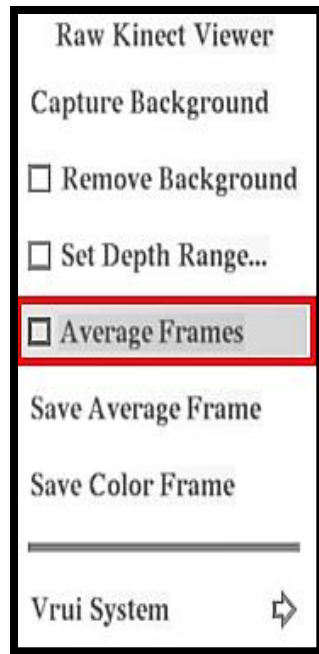 Raw Kinect Viewer
Capture Background
Remove Background
Set Depth Range...
Average Frames
Save Average Frame
Save Color Frame
Vrui System